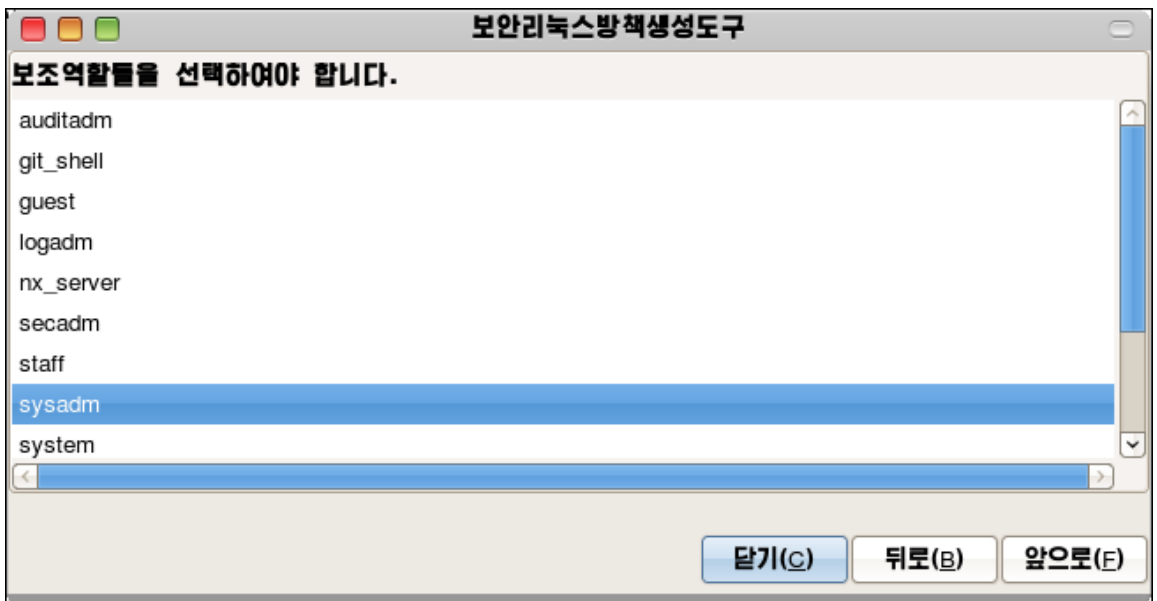 보안리눅스방책생성도구
보조역할들을 선택하여야 합니다.
auditadm
git_shell
guest
logadm
nx_server
secadm
staff
sysadm
system
닫기(C) 뒤로(B) 앞으로(F)